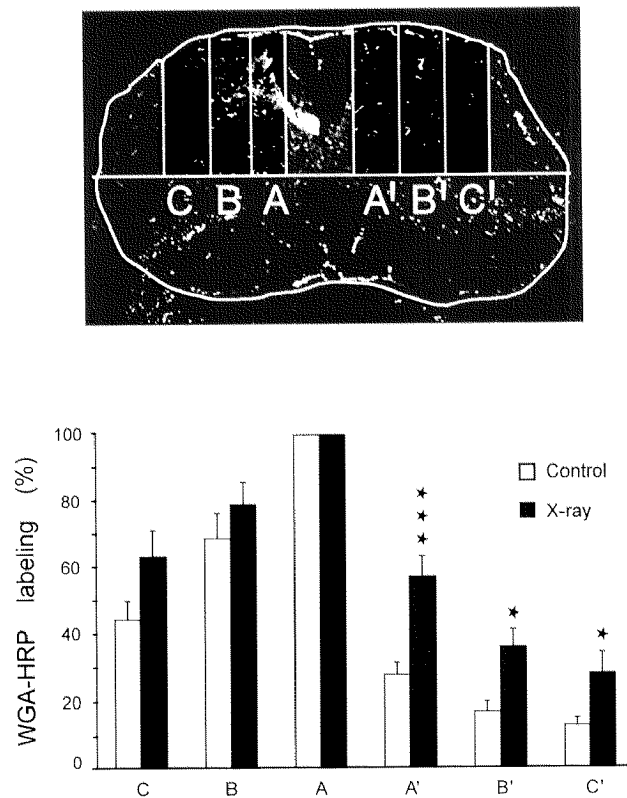 C B A A' B' C'
WGA-HRP labeling (%)
100
80
60
40
20
0
Control
X-ray
C B A A' B' C'